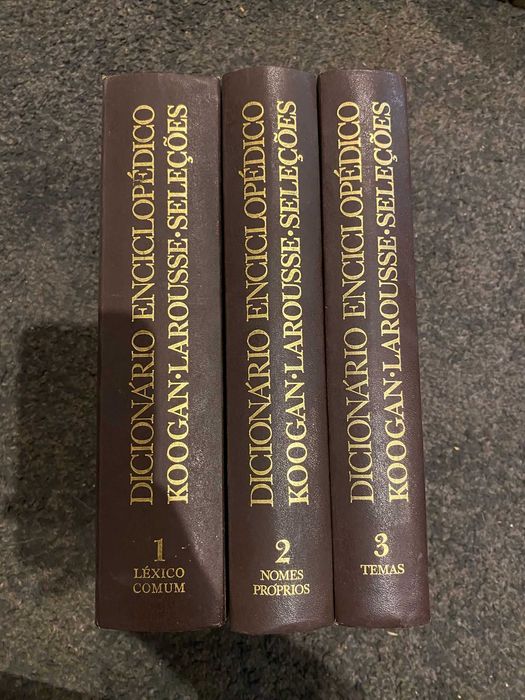 DICIONÁRIO ENCICLOPÉDICO
KOOGAN·LAROUSSE·SELEÇÕES
1
LÉXICO
COMUM
DICIONÁRIO ENCICLOPÉDICO
KOOGAN·LAROUSSE·SELEÇÕES
2
NOMES
PRÓPRIOS
DICIONÁRIO ENCICLOPÉDICO
KOOGAN·LAROUSSE·SELEÇÕES
3
TEMAS